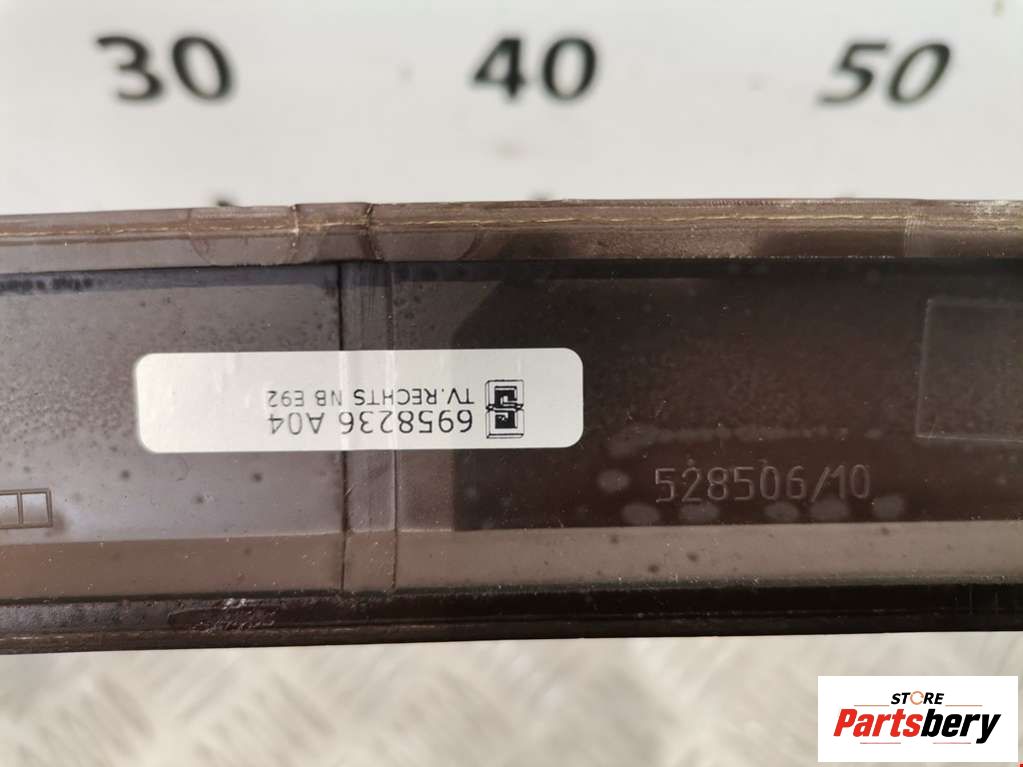 30 40 50
6958236 A04
TV.RECHTS NB E92
528506/10
STORE
Partsbery